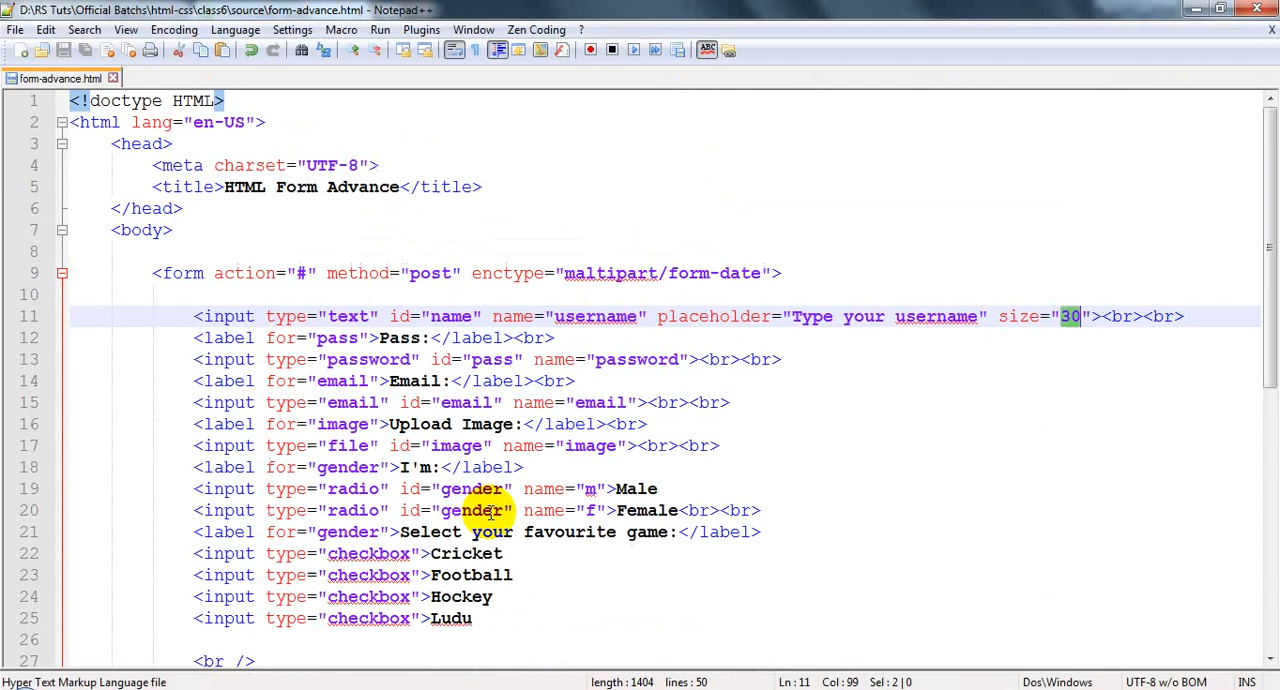 D:\RS Tuts\Official Batchs\html-css\class6\source\form-advance.html - Notepad++
File Edit Search View Encoding Language Settings Macro Run Plugins Window Zen Coding ? X
ABC
form-advance.html
1 <!doctype HTML>
2 <html lang="en-US">
3 <head>
4 <meta charset="UTF-8">
5 <title>HTML Form Advance</title>
6 </head>
7 <body>
8
9 <form action="#" method="post" enctype="maltipart/form-date">
10
11 <input type="text" id="name" name="username" placeholder="Type your username" size="30"><br><br>
12 <label for="pass">Pass:</label><br>
13 <input type="password" id="pass" name="password"><br><br>
14 <label for="email">Email:</label><br>
15 <input type="email" id="email" name="email"><br><br>
16 <label for="image">Upload Image:</label><br>
17 <input type="file" id="image" name="image"><br><br>
18 <label for="gender">I'm:</label>
19 <input type="radio" id="gender" name="m">Male
20 <input type="radio" id="gender" name="f">Female<br><br>
21 <label for="gender">Select your favourite game:</label>
22 <input type="checkbox">Cricket
23 <input type="checkbox">Football
24 <input type="checkbox">Hockey
25 <input type="checkbox">Ludu
26
27 <br />
Hyper Text Markup Language file length : 1404 lines : 50 Ln : 11 Col : 99 Sel : 2 | 0 Dos\Windows UTF-8 w/o BOM INS